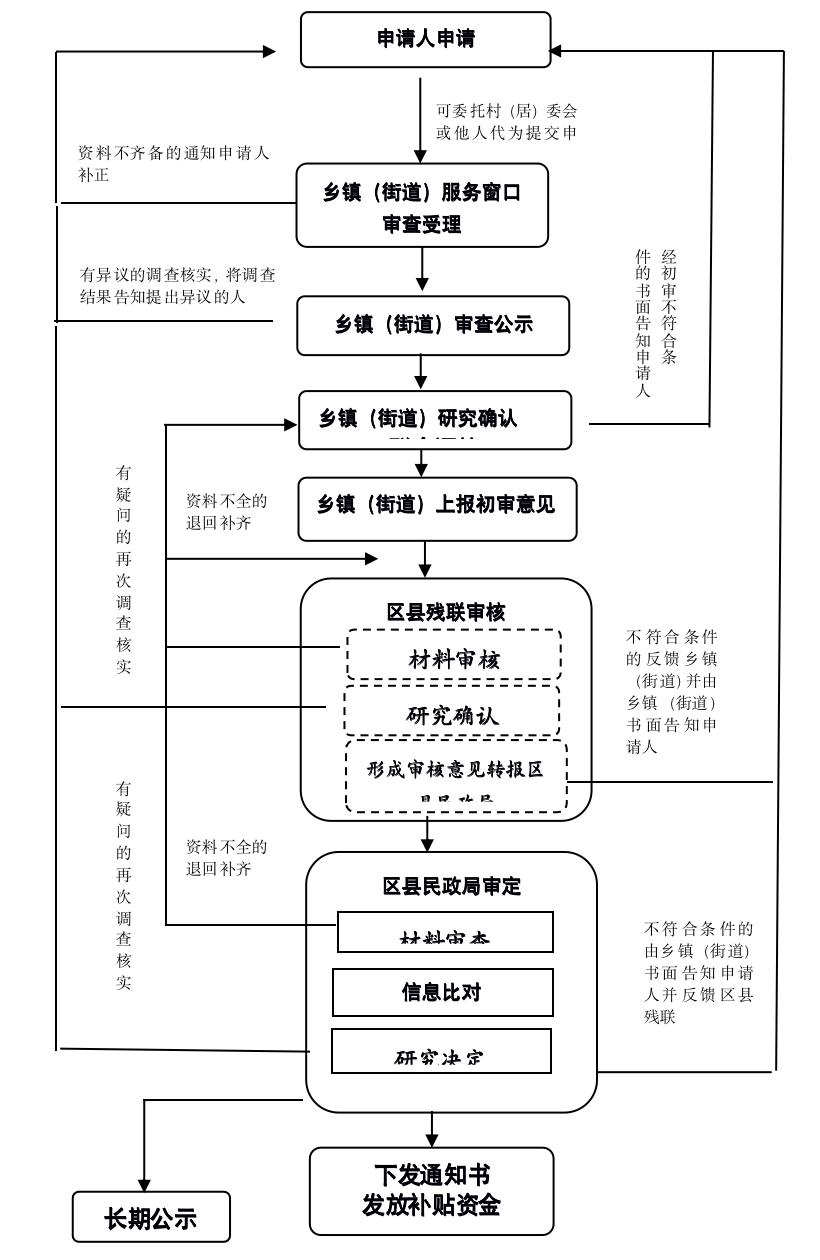 申请人申请
可委托村（居）委会
或他人代为提交申
资料不齐备的通知申请人
补正
乡镇（街道）服务窗口
审查受理
有异议的调查核实，将调查
结果告知提出异议的人
乡镇（街道）审查公示
经初审不符合条
件的书面告知申请人
乡镇（街道）研究确认
有疑问的再次调查核实
资料不全的
退回补齐
乡镇（街道）上报初审意见
区县残联审核
材料审核
研究确认
形成审核意见转报区
县民政局
不符合条件
的反馈乡镇
（街道）并由
乡镇（街道）
书面告知申
请人
有疑问的再次调查核实
资料不全的
退回补齐
区县民政局审定
材料审查
信息比对
研究决定
不符合条件的
由乡镇（街道）
书面告知申请
人并反馈区县
残联
下发通知书
发放补贴资金
长期公示